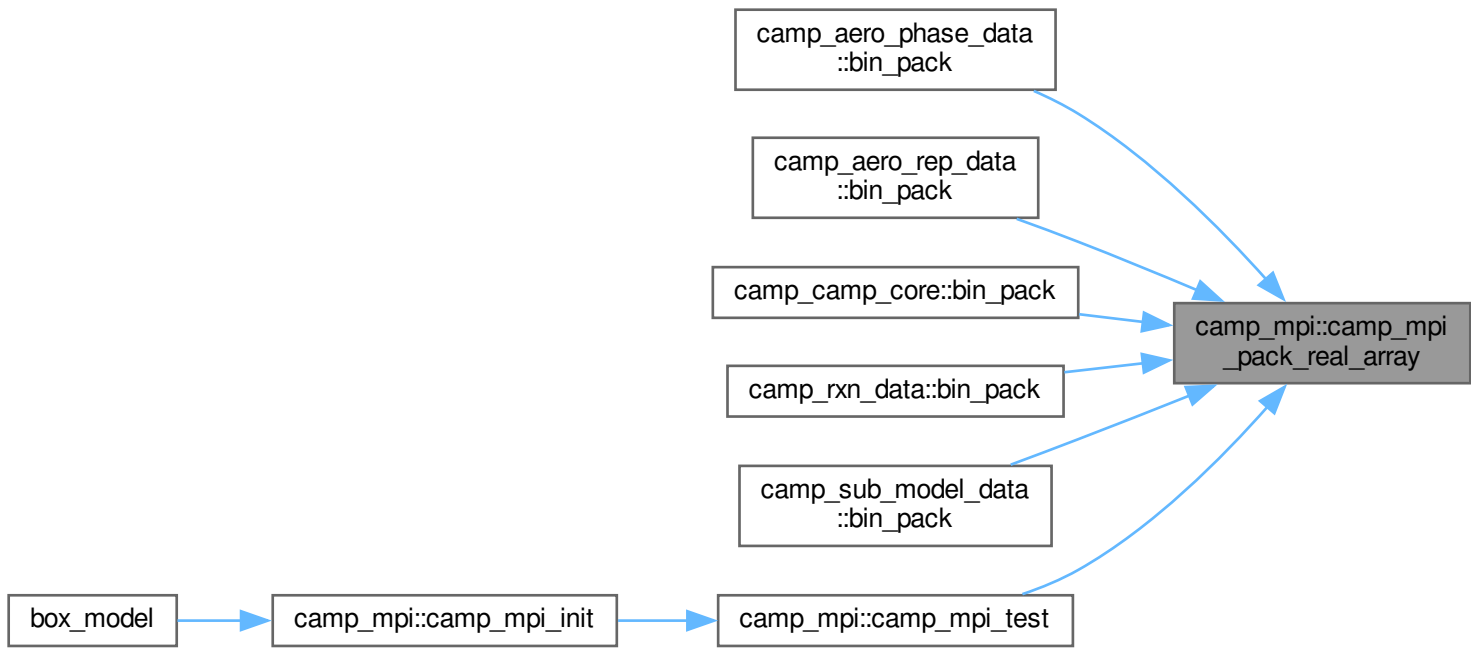 camp_aero_phase_data
::bin_pack
camp_aero_rep_data
::bin_pack
camp_camp_core::bin_pack
camp_mpi::camp_mpi
_pack_real_array
camp_rxn_data::bin_pack
camp_sub_model_data
::bin_pack
box_model
camp_mpi::camp_mpi_init
camp_mpi::camp_mpi_test